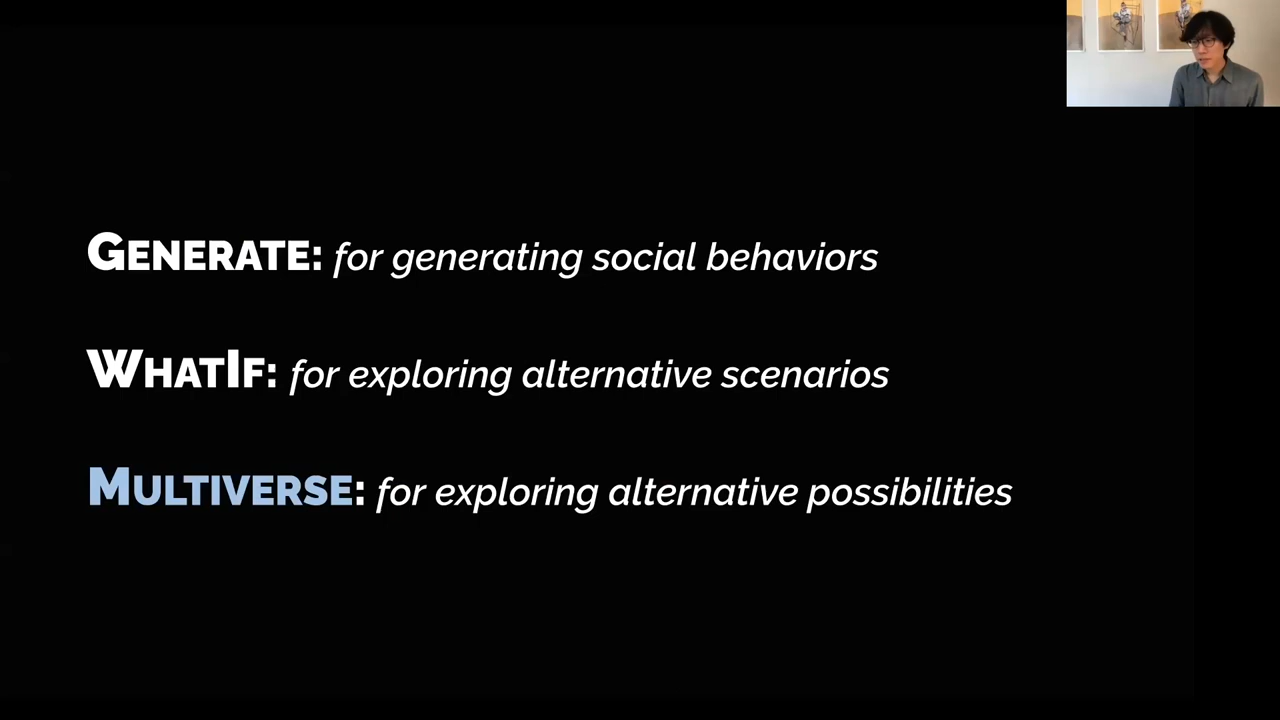 GENERATE: for generating social behaviors
WHATIF: for exploring alternative scenarios
MULTIVERSE: for exploring alternative possibilities